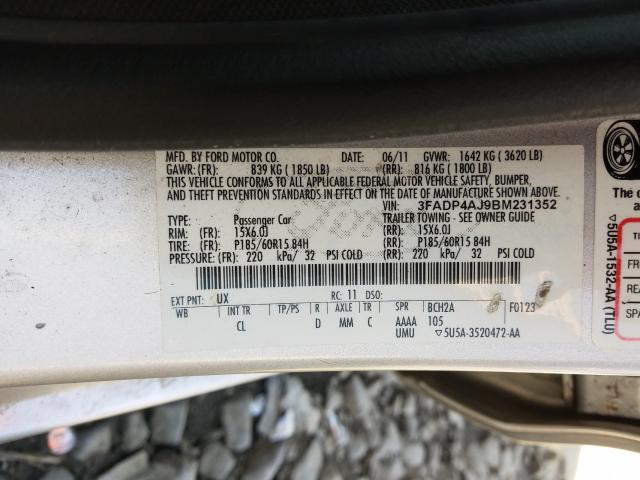 MFD. BY FORD MOTOR CO. DATE: 06/11 GVWR: 1642 KG ( 3620 LB)
GAWR: (FR): 839 KG ( 1850 LB) (RR): 816 KG ( 1800 LB)
THIS VEHICLE CONFORMS TO ALL APPLICABLE FEDERAL MOTOR VEHICLE SAFETY, BUMPER,
AND THEFT PREVENTION STANDARDS IN EFFECT ON THE DATE OF MANUFACTURE SHOWN ABOVE.
VIN: 3FADP4AJ9BM231352
TYPE: Passenger Car TRAILER TOWING - SEE OWNER GUIDE
RIM: (FR) 15X6.0J (RR): 15X6.0J
TIRE: (FR) P185/60R15 84H (RR): P185/60R15 84H
PRESSURE: (FR) 220 kPa/ 32 PSI COLD (RR): 220 kPa/ 32 PSI COLD
EXT PNT: UX RC: 11 DSO:
WB INT TR TP/PS R AXLE TR SPR BCH2A F0123
CL D MM C AAAA 105
UMU ▽5U5A-3520472-AA
The co
TI
FRO
REA
SPA
▽5U5A-1532-AA (TLU)